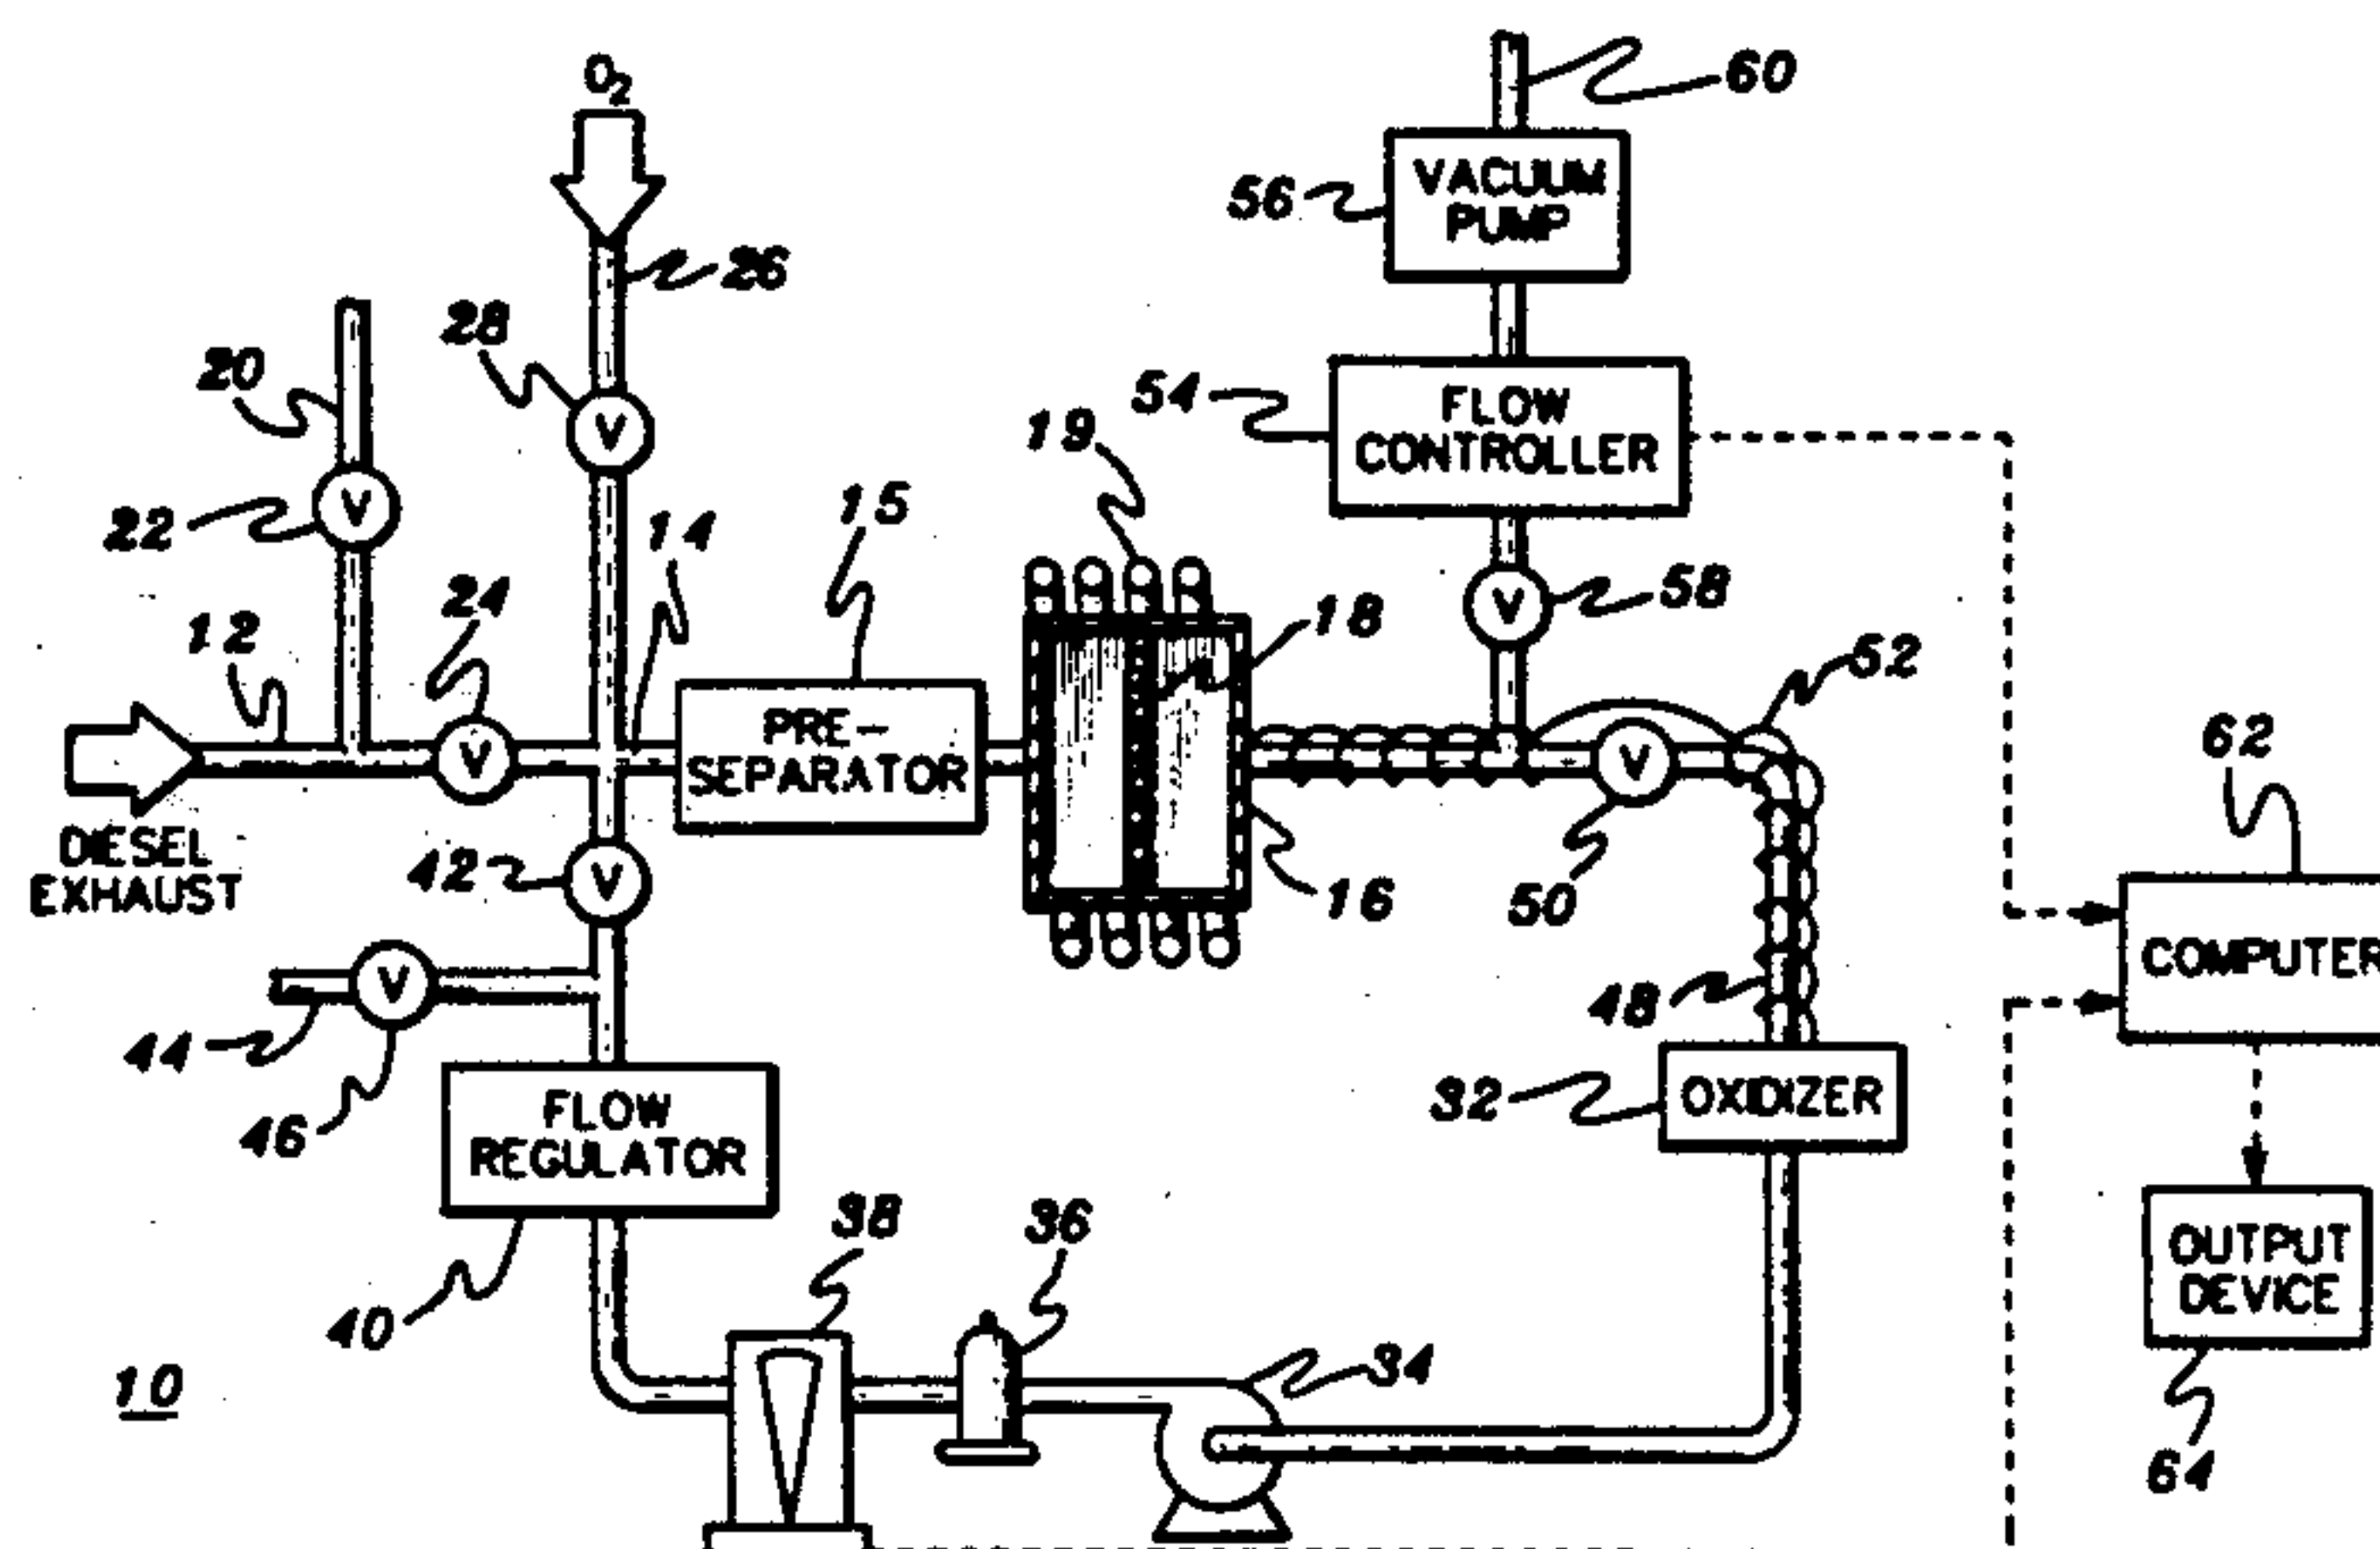 O2
60
VACUUM
PUMP
56
26
28
20
54
FLOW
CONTROLLER
19
V
15
22
V
14
24
58
V
18
12
52
62
PRE-
SEPARATOR
V
V
DIESEL
EXHAUST
42
V
16
50
COMPUTER
V
48
44
32
OXIDIZER
46
FLOW
REGULATOR
38
36
OUTPUT
DEVICE
40
34
10
64